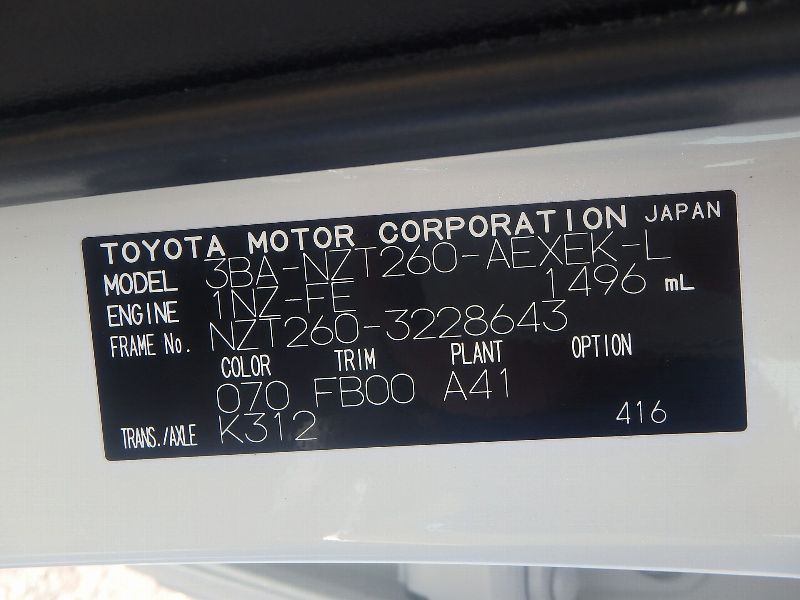 TOYOTA MOTOR CORPORATION JAPAN
MODEL 3BA-NZT260-AEXEK-L
ENGINE 1NZ-FE 1496 mL
FRAME No. NZT260-3228643
COLOR TRIM PLANT OPTION
070 FB00 A41
TRANS./AXLE K312 416